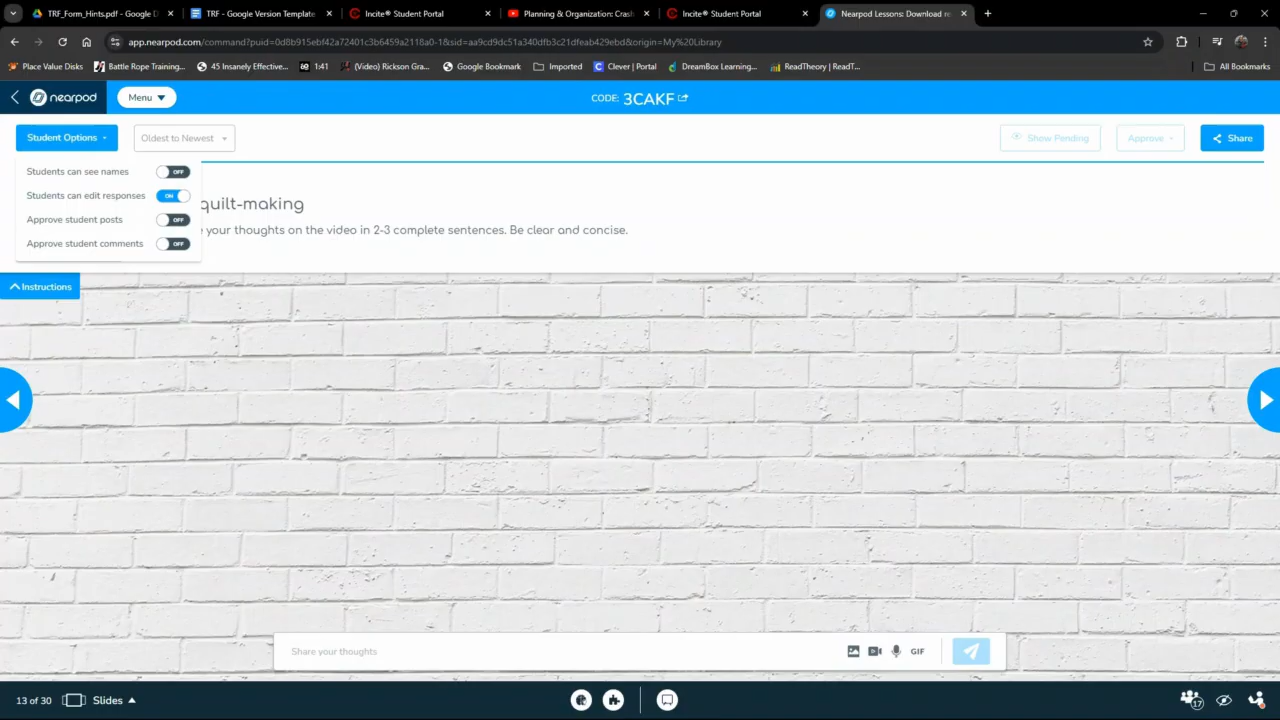 TRF_Form_Hints.pdf - Google D
TRF - Google Version Template
Incite® Student Portal
Planning & Organization: Crash
Incite® Student Portal
Nearpod Lessons: Download re
app.nearpod.com/command?puid=0d8b915ebf42a72401c3b6459a2118a0-1&sid=aa9cd9dc51a340dfb3c21dfeab429ebd&origin=My%20Library
Place Value Disks
Battle Rope Training...
45 Insanely Effective...
1:41
(Video) Rickson Gra...
Google Bookmark
Imported
Clever | Portal
DreamBox Learning...
ReadTheory | ReadT...
All Bookmarks
nearpod
Menu
CODE: 3CAKF
Student Options
Oldest to Newest
Show Pending
Approve
Share
Students can see names OFF
Students can edit responses ON
Approve student posts OFF
Approve student comments OFF
quilt-making
your thoughts on the video in 2-3 complete sentences. Be clear and concise.
Instructions
Share your thoughts
GIF
13 of 30
Slides
17